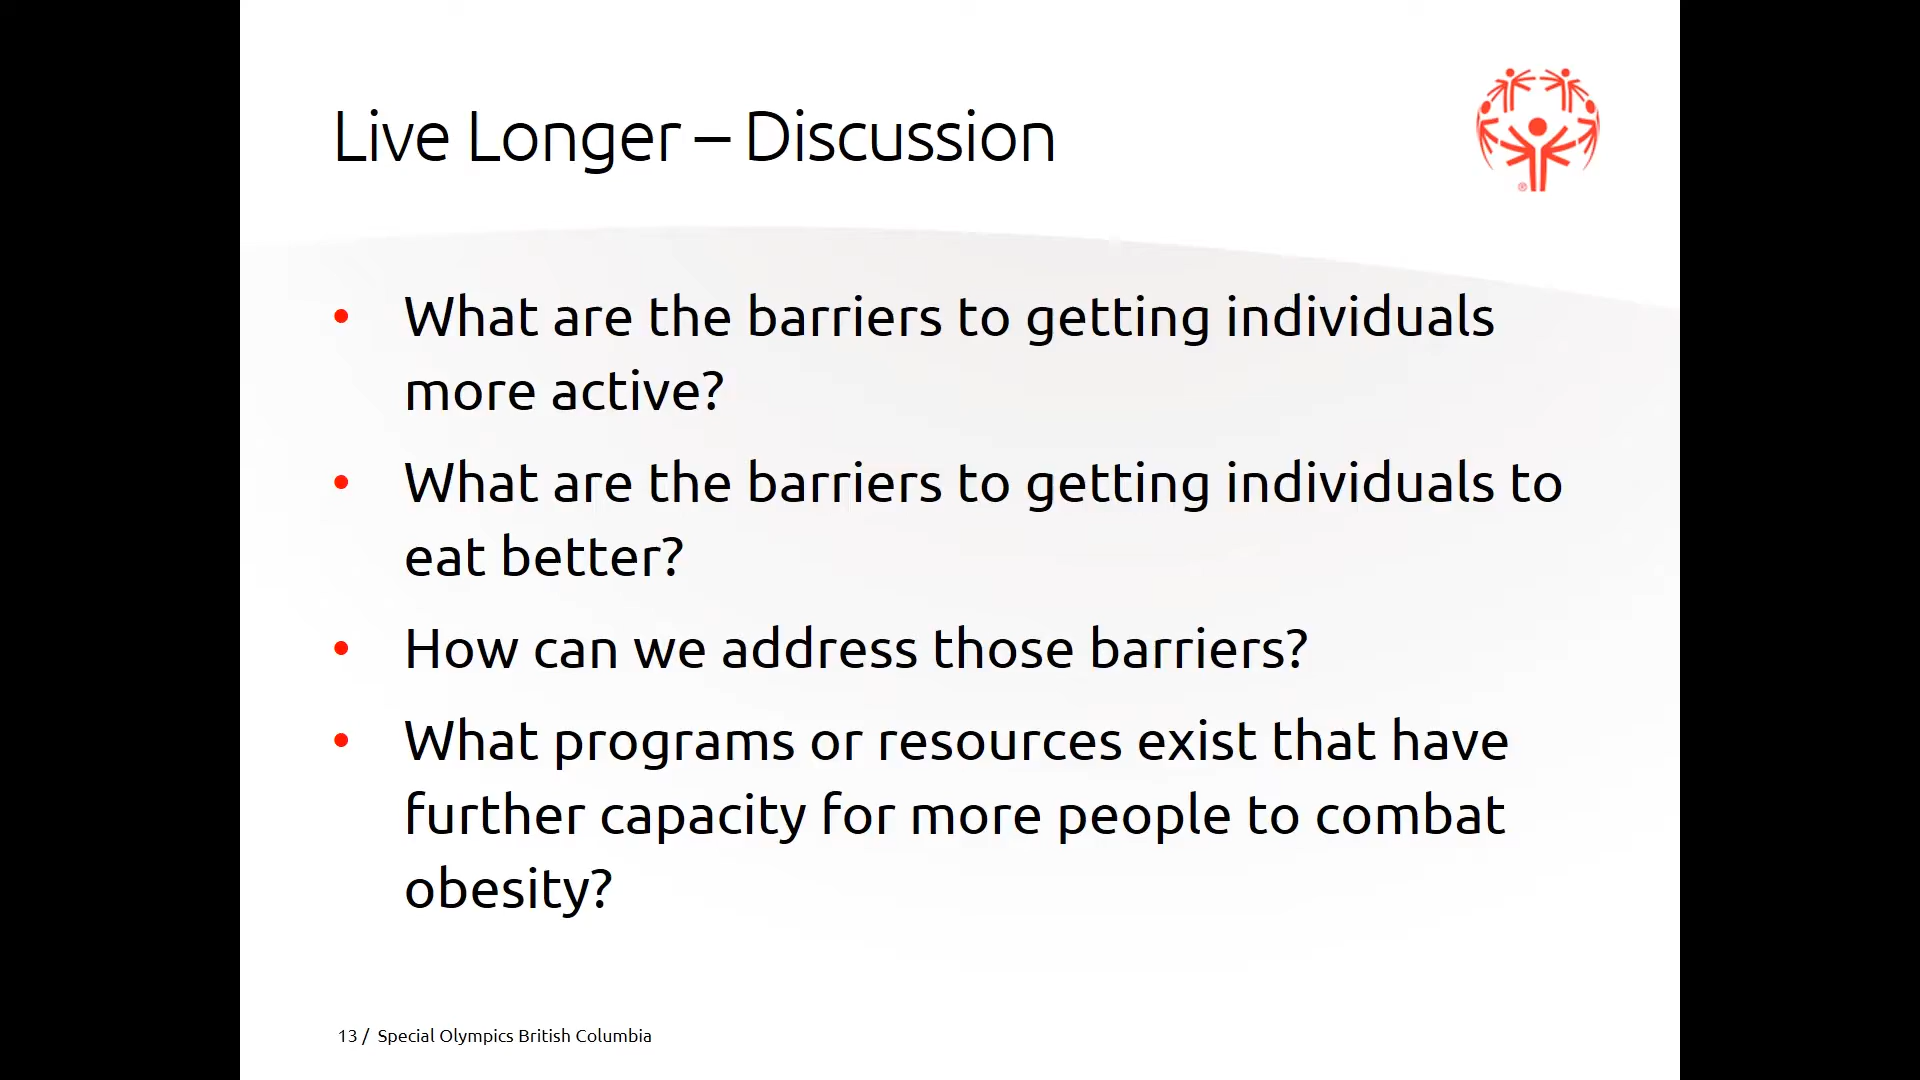 Live Longer – Discussion
®
• What are the barriers to getting individuals
more active?
• What are the barriers to getting individuals to
eat better?
• How can we address those barriers?
• What programs or resources exist that have
further capacity for more people to combat
obesity?
13 / Special Olympics British Columbia